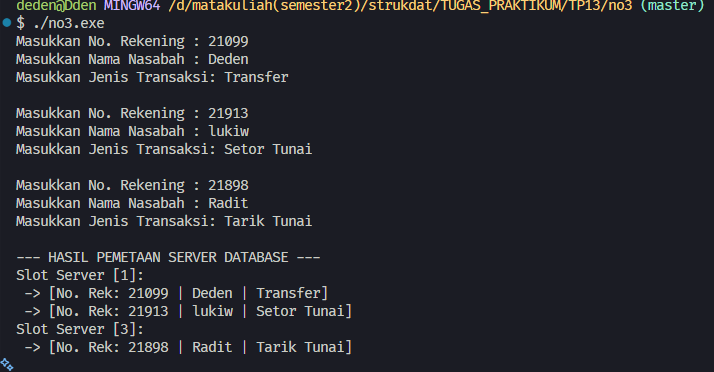 deden@Dden MINGW64 /d/matakuliah(semester2)/strukdat/TUGAS_PRAKTIKUM/TP13/no3 (master)
$ ./no3.exe
Masukkan No. Rekening : 21099
Masukkan Nama Nasabah : Deden
Masukkan Jenis Transaksi: Transfer

Masukkan No. Rekening : 21913
Masukkan Nama Nasabah : lukiw
Masukkan Jenis Transaksi: Setor Tunai

Masukkan No. Rekening : 21898
Masukkan Nama Nasabah : Radit
Masukkan Jenis Transaksi: Tarik Tunai

--- HASIL PEMETAAN SERVER DATABASE ---
Slot Server [1]:
 -> [No. Rek: 21099 | Deden | Transfer]
 -> [No. Rek: 21913 | lukiw | Setor Tunai]
Slot Server [3]:
 -> [No. Rek: 21898 | Radit | Tarik Tunai]